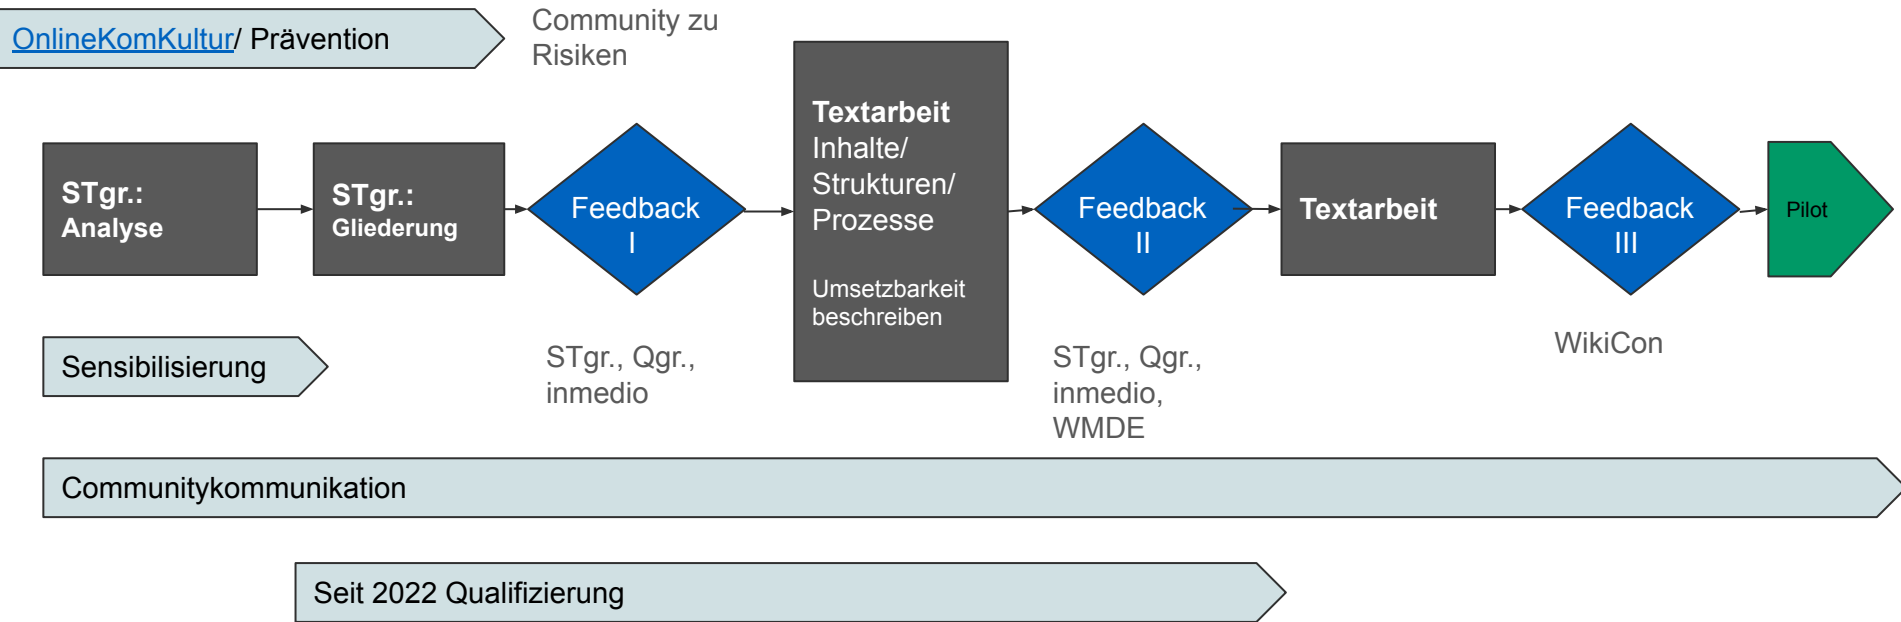 OnlineKomKultur/ Prävention
Community zu
Risiken
STgr.:
Analyse
STgr.:
Gliederung
Feedback
I
Textarbeit
Inhalte/
Strukturen/
Prozesse
Umsetzbarkeit
beschreiben
Feedback
II
Textarbeit
Feedback
III
Pilot
Sensibilisierung
STgr., Qgr.,
inmedio
STgr., Qgr.,
inmedio,
WMDE
WikiCon
Communitykommunikation
Seit 2022 Qualifizierung